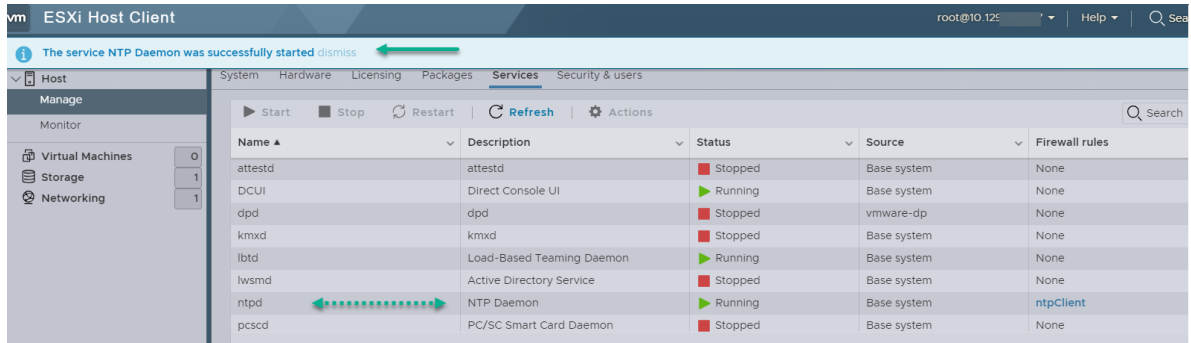 vm ESXi Host Client root@10.129 Help
The service NTP Daemon was successfully started dismiss
Host System Hardware Licensing Packages Services Security & users
Manage Start Stop Restart Refresh Actions Search
Monitor
Name Description Status Source Firewall rules
Virtual Machines 0 attestd attestd Stopped Base system None
Storage 1 DCUI Direct Console UI Running Base system None
Networking 1 dpd dpd Stopped vmware-dp None
kmxd kmxd Stopped Base system None
lbtd Load-Based Teaming Daemon Running Base system None
lwsmd Active Directory Service Stopped Base system None
ntpd NTP Daemon Running Base system ntpClient
pcscd PC/SC Smart Card Daemon Stopped Base system None